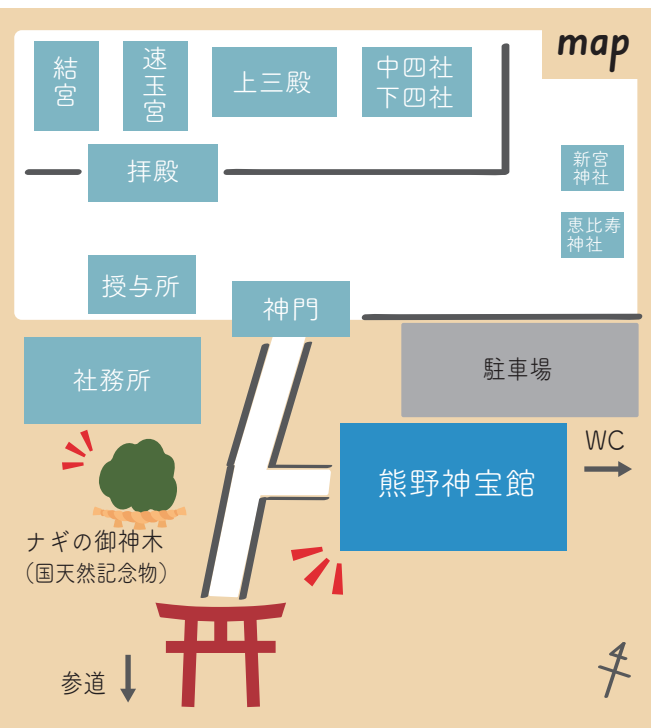 map
結宮
速玉宮
上三殿
中四社
下四社
拝殿
新宮
神社
恵比寿
神社
授与所
神門
社務所
駐車場
熊野神宝館
WC
ナギの御神木
（国天然記念物）
参道